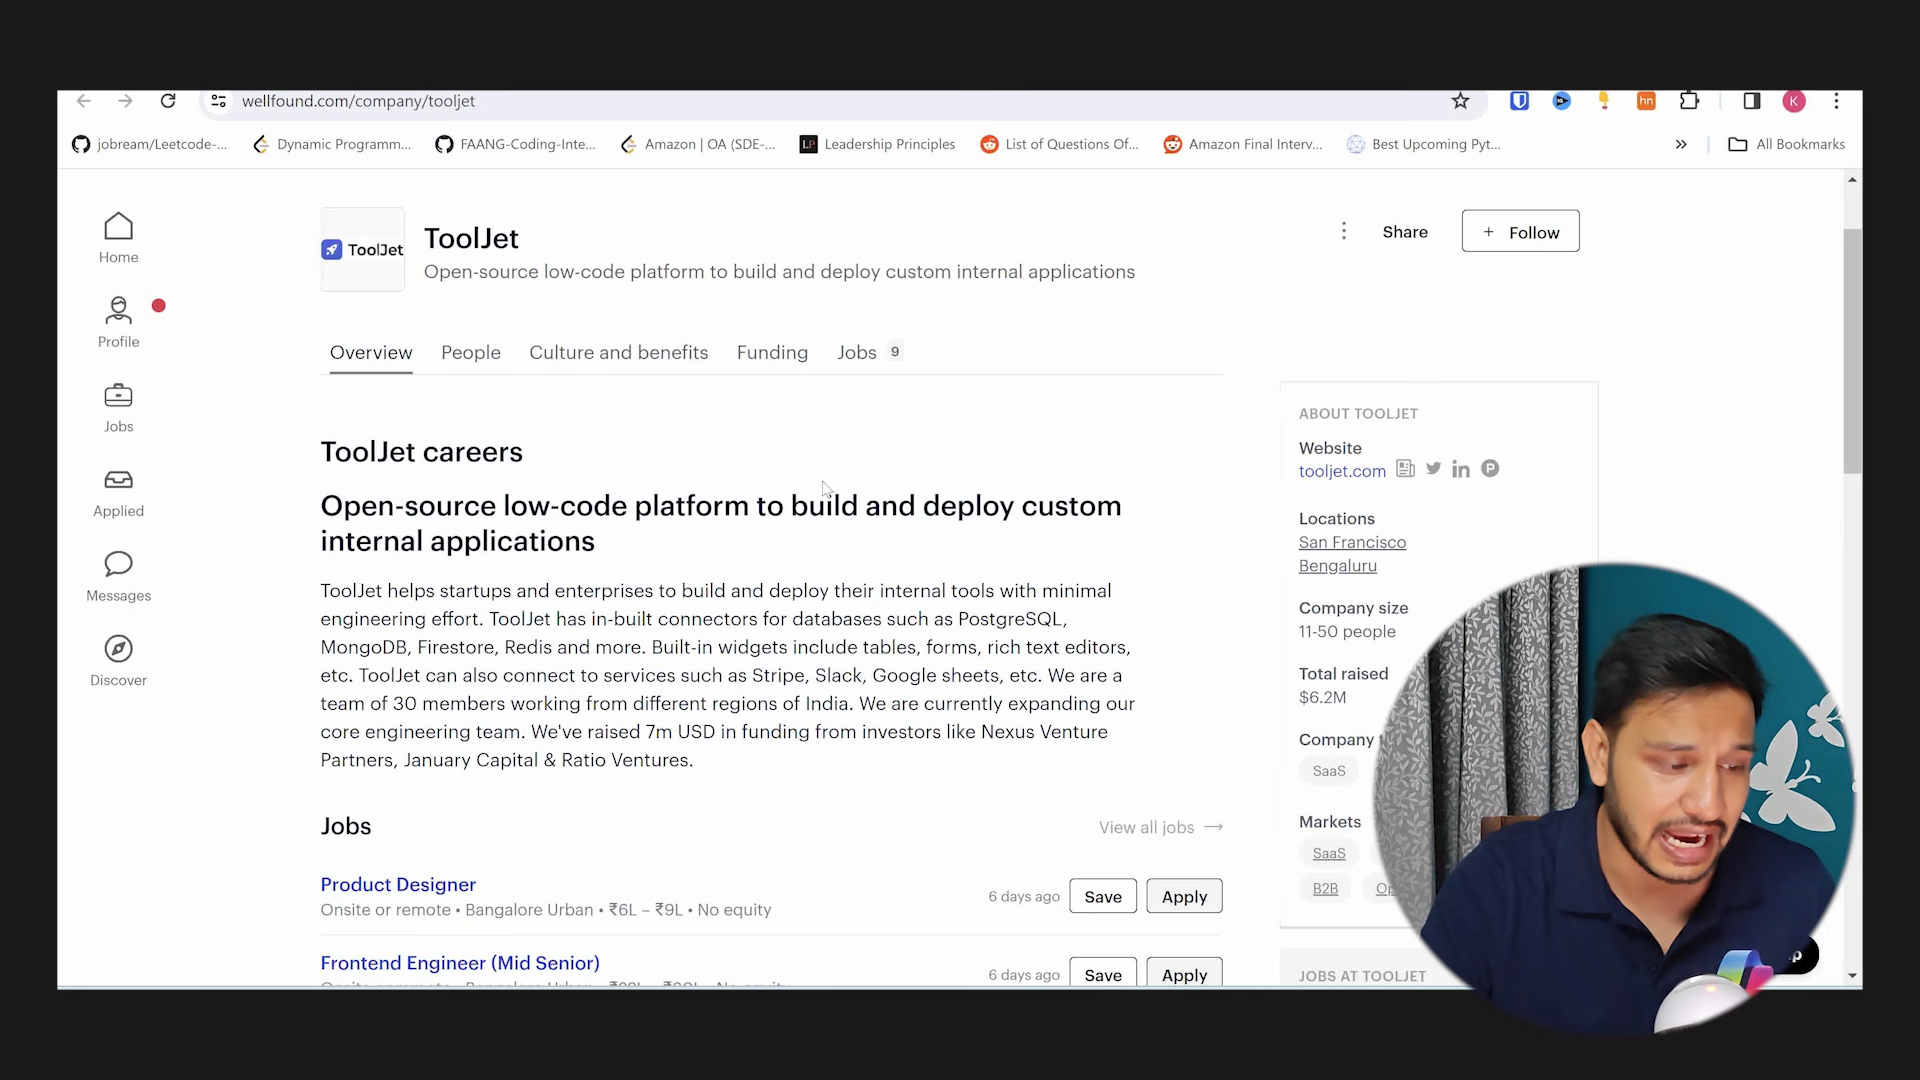 wellfound.com/company/tooljet
hn
K
jobream/Leetcode-...
Dynamic Programm...
FAANG-Coding-Inte...
Amazon | OA (SDE-...
LP
Leadership Principles
List of Questions Of...
Amazon Final Interv...
Best Upcoming Pyt...
»
All Bookmarks
Home
Profile
Jobs
Applied
Messages
Discover
ToolJet
ToolJet
Open-source low-code platform to build and deploy custom internal applications
Share
+ Follow
Overview
People
Culture and benefits
Funding
Jobs 9
ToolJet careers
Open-source low-code platform to build and deploy custom
internal applications
ToolJet helps startups and enterprises to build and deploy their internal tools with minimal
engineering effort. ToolJet has in-built connectors for databases such as PostgreSQL,
MongoDB, Firestore, Redis and more. Built-in widgets include tables, forms, rich text editors,
etc. ToolJet can also connect to services such as Stripe, Slack, Google sheets, etc. We are a
team of 30 members working from different regions of India. We are currently expanding our
core engineering team. We've raised 7m USD in funding from investors like Nexus Venture
Partners, January Capital & Ratio Ventures.
Jobs
View all jobs →
Product Designer
Onsite or remote • Bangalore Urban • ₹6L – ₹9L • No equity
6 days ago
Save
Apply
Frontend Engineer (Mid Senior)
6 days ago
Save
Apply
ABOUT TOOLJET
Website
tooljet.com
Locations
San Francisco
Bengaluru
Company size
11-50 people
Total raised
$6.2M
Company
SaaS
Markets
SaaS
B2B
JOBS AT TOOLJET